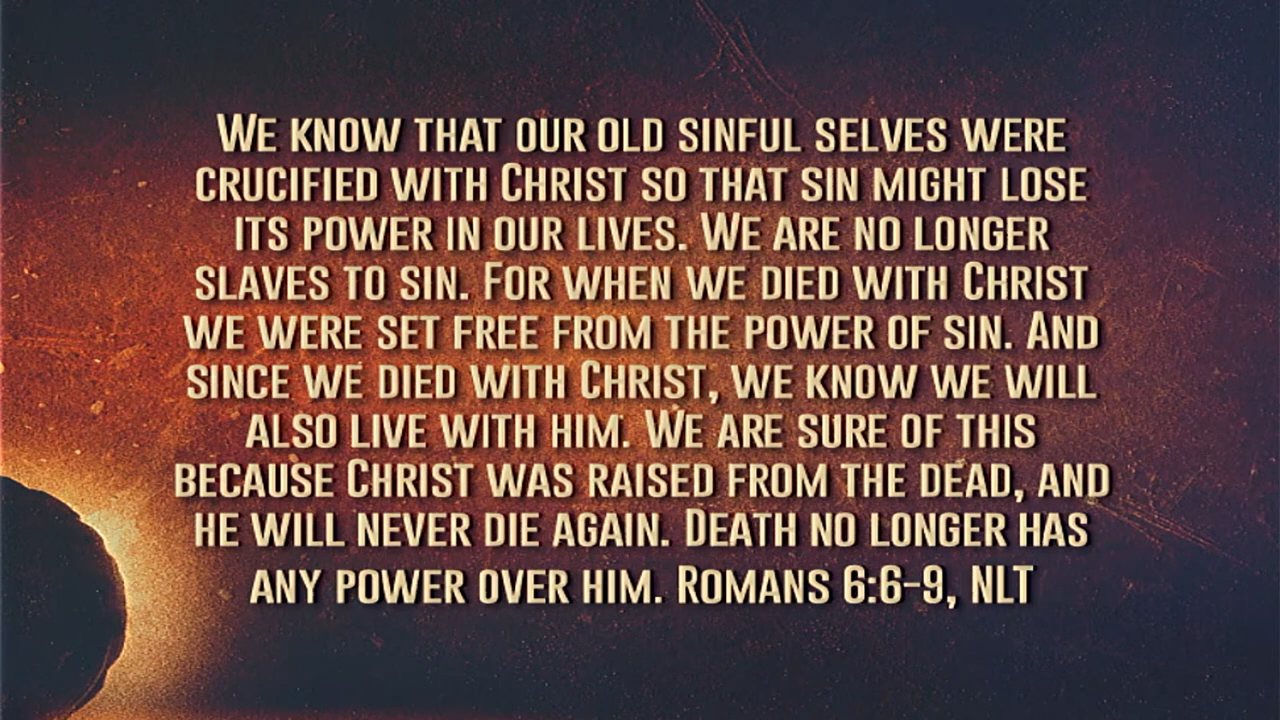 We know that our old sinful selves were
crucified with Christ so that sin might lose
its power in our lives. We are no longer
slaves to sin. For when we died with Christ
we were set free from the power of sin. And
since we died with Christ, we know we will
also live with him. We are sure of this
because Christ was raised from the dead, and
he will never die again. Death no longer has
any power over him. Romans 6:6-9, NLT